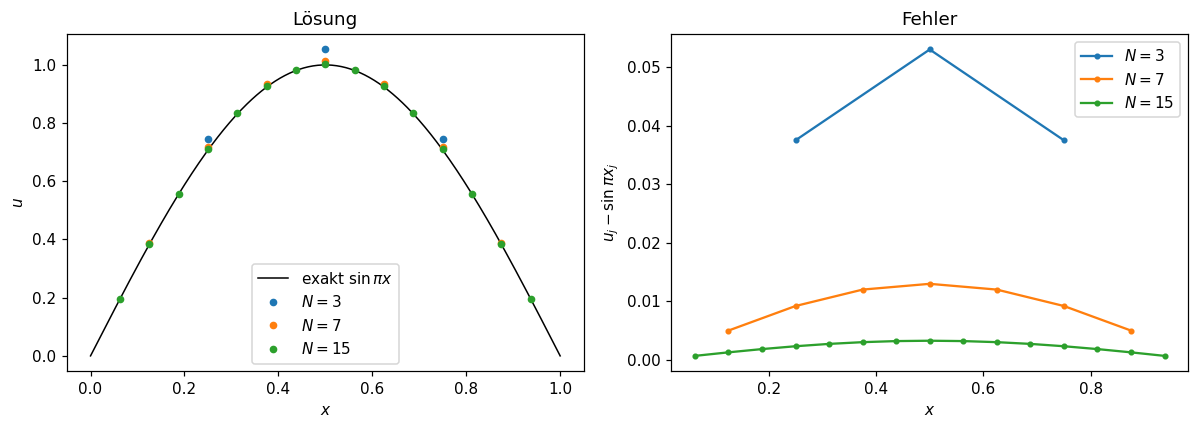 Lösung
1.0
0.8
0.6
0.4
0.2
0.0
u
exakt sin πx
N = 3
N = 7
N = 15
0.0 0.2 0.4 0.6 0.8 1.0
x
Fehler
0.05
0.04
0.03
0.02
0.01
0.00
u_j − sin πx_j
N = 3
N = 7
N = 15
0.2 0.4 0.6 0.8
x